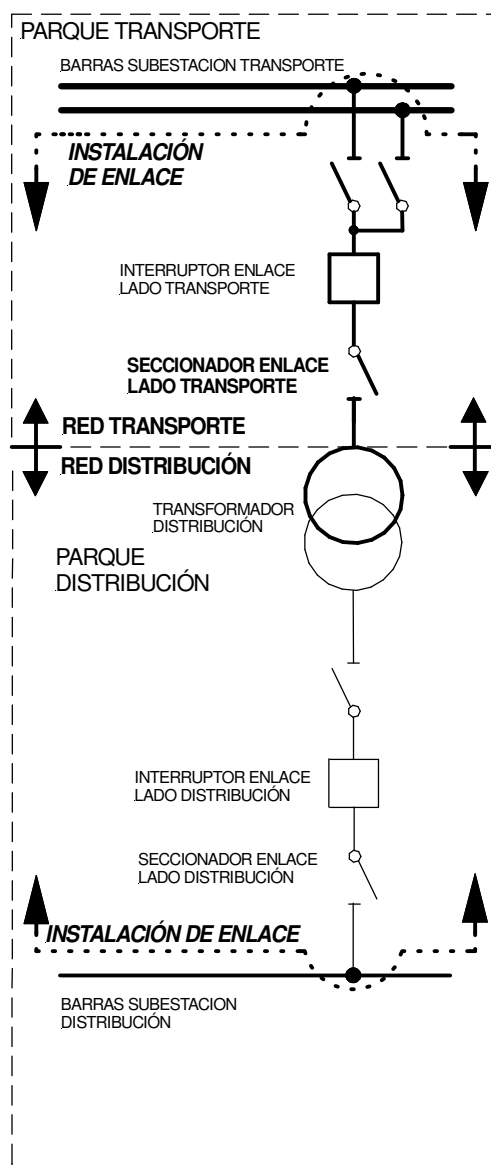 PARQUE TRANSPORTE
BARRAS SUBESTACION TRANSPORTE
INSTALACIÓN
DE ENLACE
INTERRUPTOR ENLACE
LADO TRANSPORTE
SECCIONADOR ENLACE
LADO TRANSPORTE
RED TRANSPORTE
RED DISTRIBUCIÓN
TRANSFORMADOR
DISTRIBUCIÓN
PARQUE
DISTRIBUCIÓN
INTERRUPTOR ENLACE
LADO DISTRIBUCIÓN
SECCIONADOR ENLACE
LADO DISTRIBUCIÓN
INSTALACIÓN DE ENLACE
BARRAS SUBESTACION
DISTRIBUCIÓN